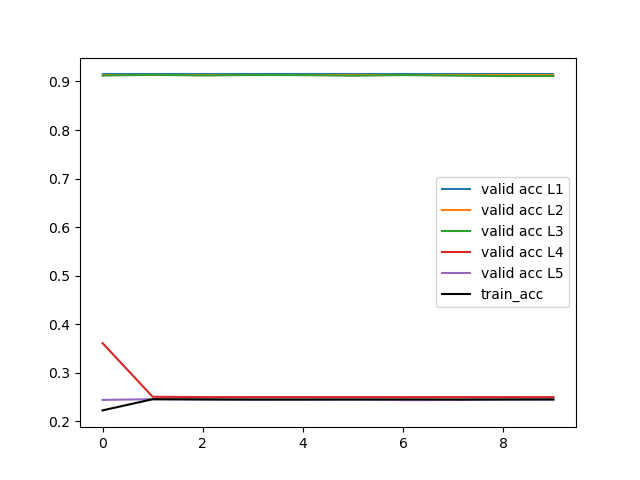 0.9
0.8
0.7
0.6
0.5
0.4
0.3
0.2
0 2 4 6 8
valid acc L1
valid acc L2
valid acc L3
valid acc L4
valid acc L5
train_acc